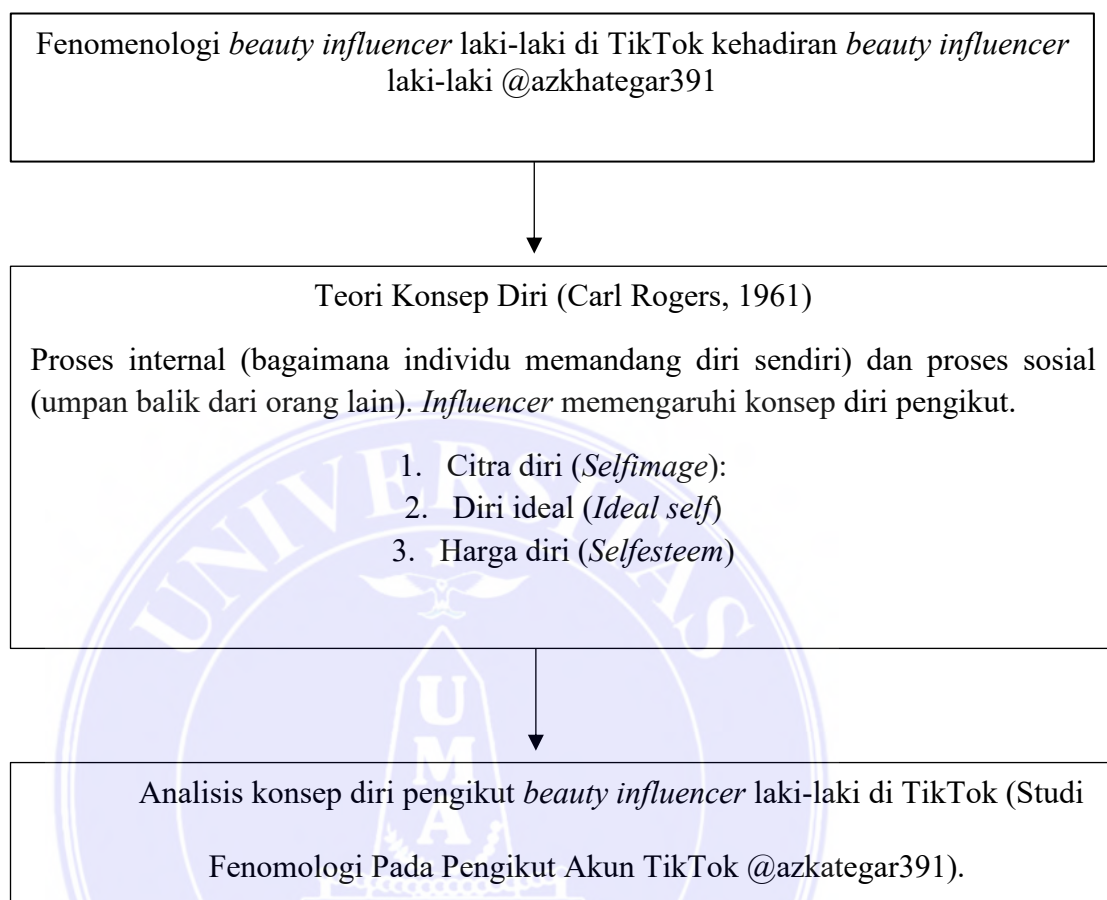 Fenomenologi beauty influencer laki-laki di TikTok kehadiran beauty influencer
laki-laki @azkhategar391
Teori Konsep Diri (Carl Rogers, 1961)
Proses internal (bagaimana individu memandang diri sendiri) dan proses sosial
(umpan balik dari orang lain). Influencer memengaruhi konsep diri pengikut.
1. Citra diri (Selfimage):
2. Diri ideal (Ideal self)
3. Harga diri (Selfesteem)
UNIVERSITAS
U
M
A
Analisis konsep diri pengikut beauty influencer laki-laki di TikTok (Studi
Fenomologi Pada Pengikut Akun TikTok @azkategar391).